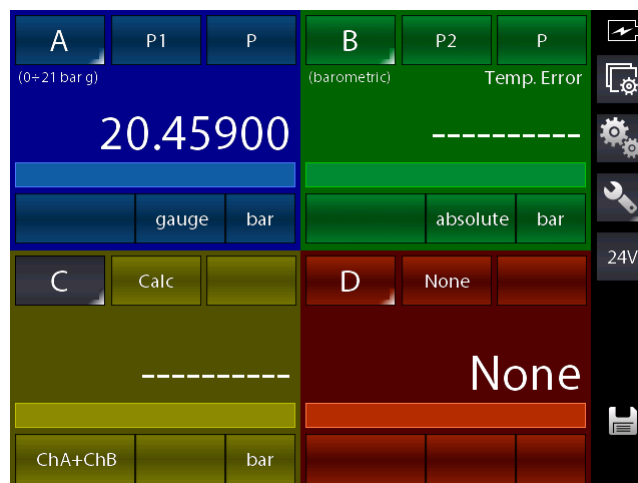 A P1 P
(0÷21 bar g)
20.45900
gauge bar
B P2 P
(barometric) Temp. Error
----------
absolute bar
C Calc
----------
ChA+ChB bar
D None
None
24V